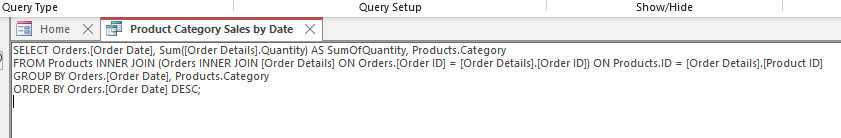 Query Type Query Setup Show/Hide
Home Product Category Sales by Date
SELECT Orders.[Order Date], Sum([Order Details].Quantity) AS SumOfQuantity, Products.Category
FROM Products INNER JOIN (Orders INNER JOIN [Order Details] ON Orders.[Order ID] = [Order Details].[Order ID]) ON Products.ID = [Order Details].[Product ID]
GROUP BY Orders.[Order Date], Products.Category
ORDER BY Orders.[Order Date] DESC;